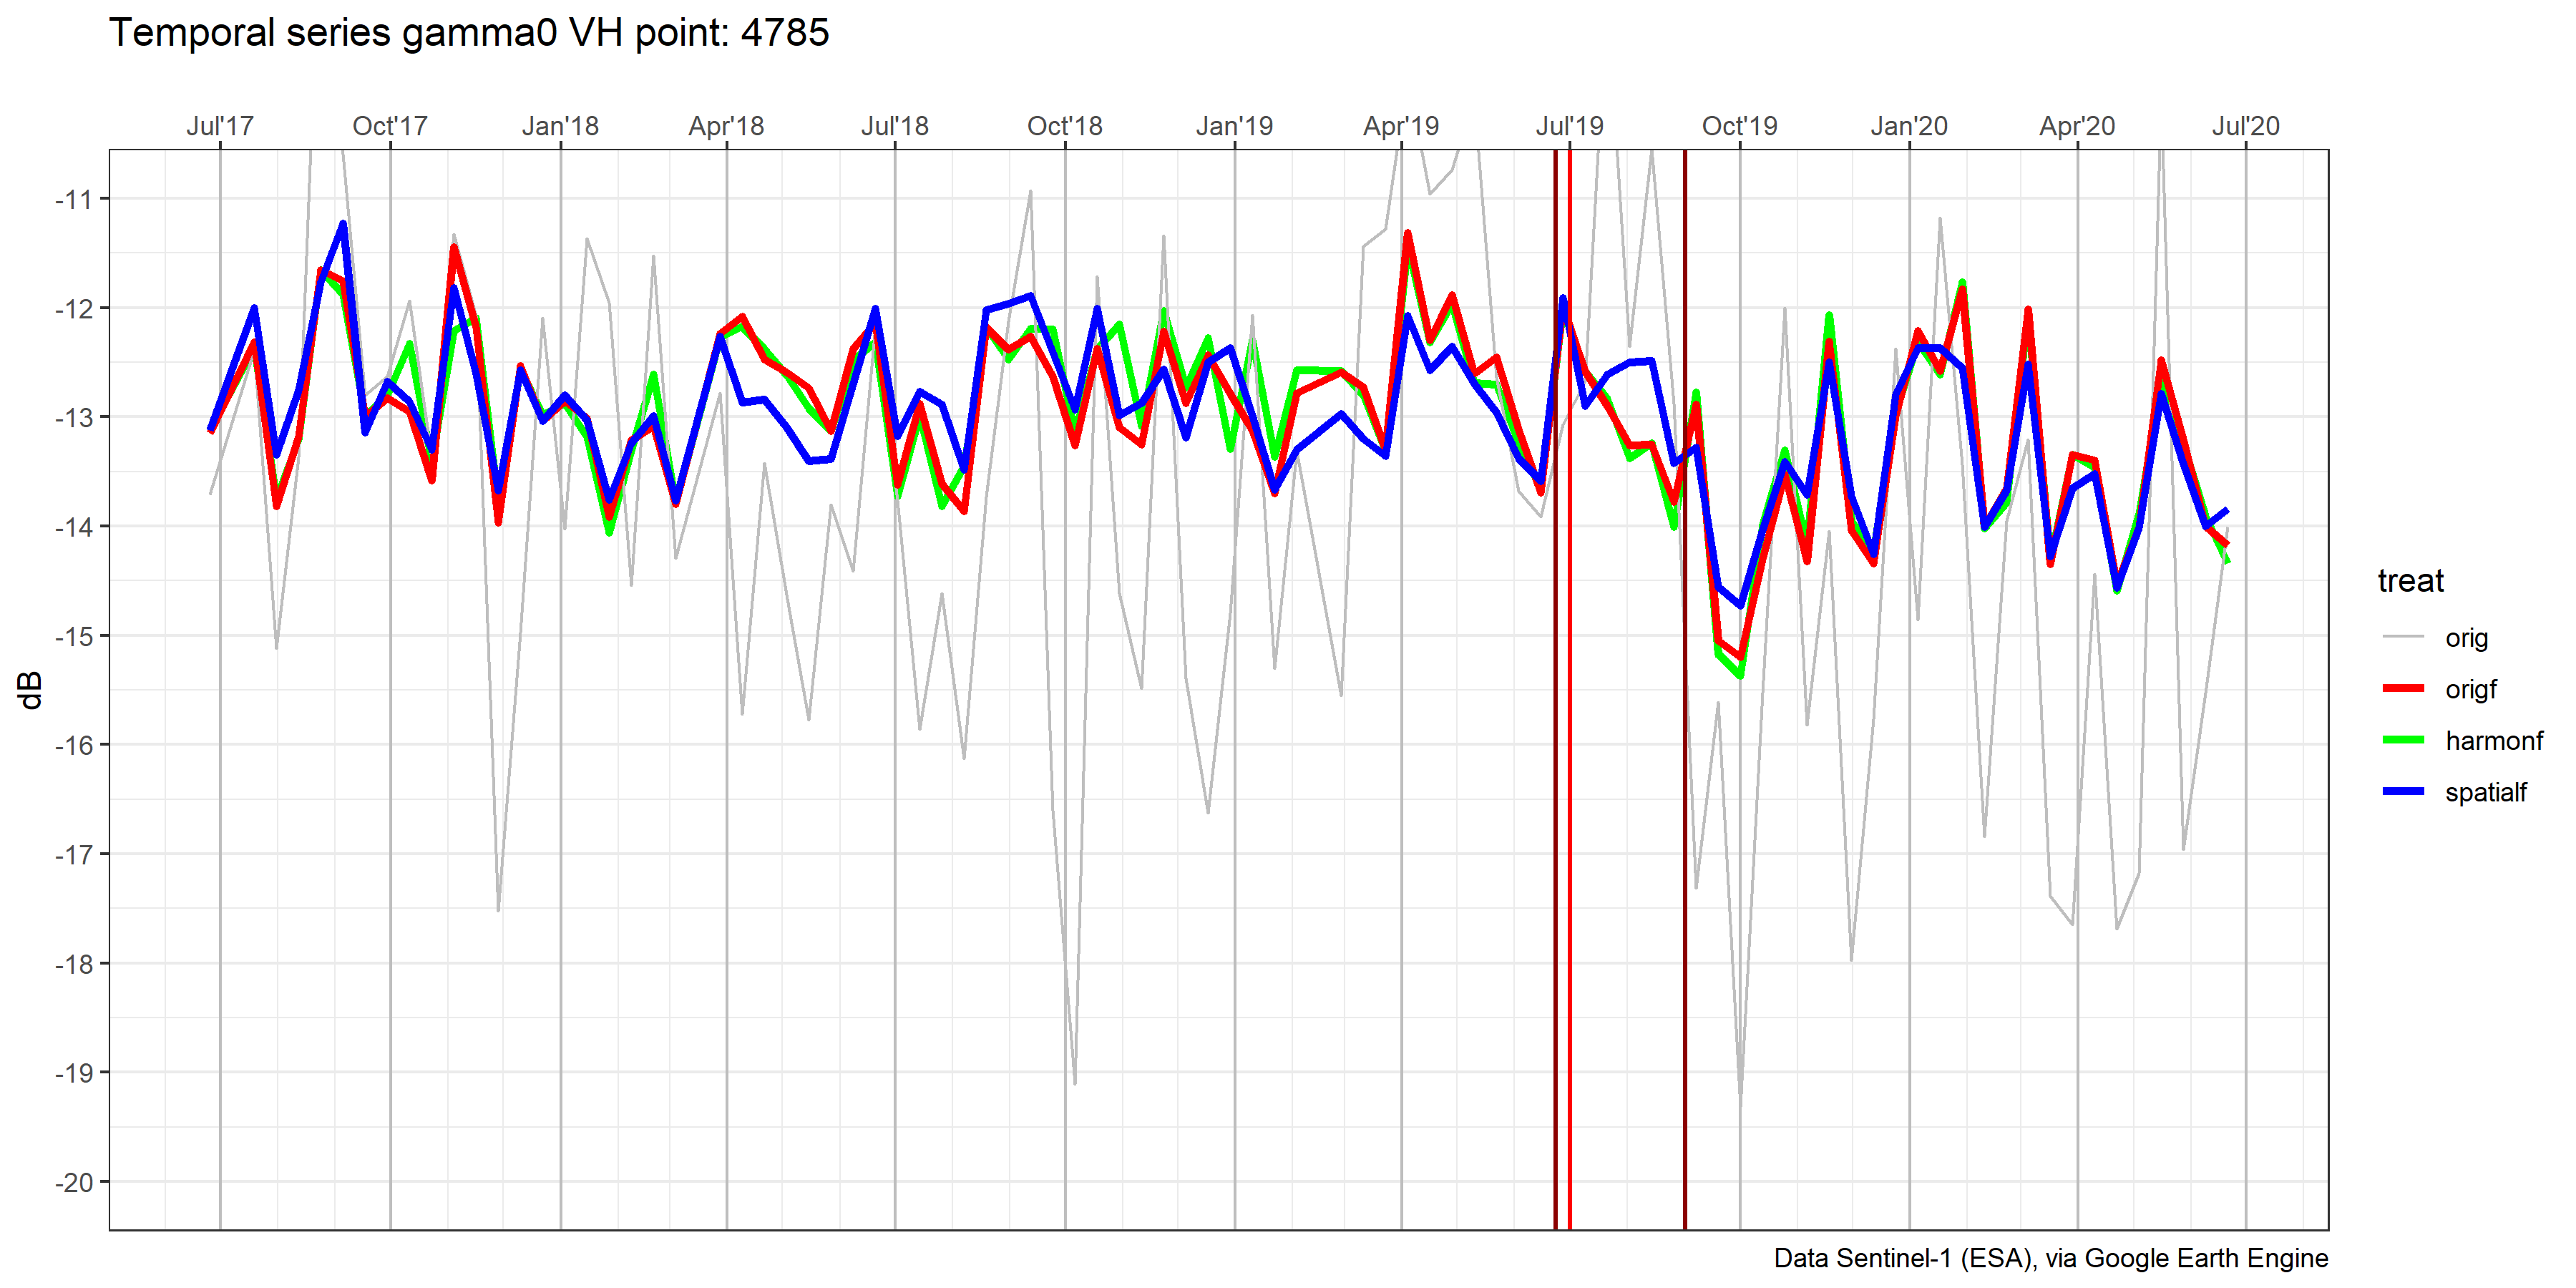 Temporal series gamma0 VH point: 4785
Jul'17 Oct'17 Jan'18 Apr'18 Jul'18 Oct'18 Jan'19 Apr'19 Jul'19 Oct'19 Jan'20 Apr'20 Jul'20
-11
-12
-13
-14
-15
-16
-17
-18
-19
-20
dB
treat
orig
origf
harmonf
spatialf
Data Sentinel-1 (ESA), via Google Earth Engine